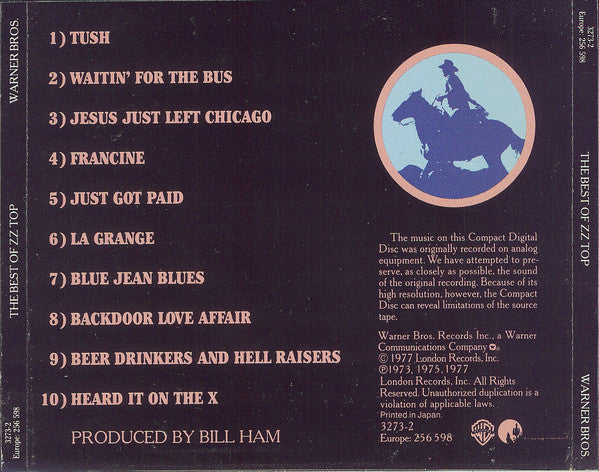 WARNER BROS.
THE BEST OF ZZ TOP
3273-2
Europe: 256 598
1) TUSH
2) WAITIN' FOR THE BUS
3) JESUS JUST LEFT CHICAGO
4) FRANCINE
5) JUST GOT PAID
6) LA GRANGE
7) BLUE JEAN BLUES
8) BACKDOOR LOVE AFFAIR
9) BEER DRINKERS AND HELL RAISERS
10) HEARD IT ON THE X
PRODUCED BY BILL HAM
The music on this Compact Digital
Disc was originally recorded on analog
equipment. We have attempted to pre-
serve, as closely as possible, the sound
of the original recording. Because of its
high resolution, however, the Compact
Disc can reveal limitations of the source
tape.
Warner Bros. Records Inc., a Warner
Communications Company
© 1977 London Records, Inc.
℗1973, 1975, 1977
London Records, Inc. All Rights
Reserved. Unauthorized duplication is a
violation of applicable laws.
Printed in Japan.
3273-2
Europe: 256 598
3273-2
Europe: 256 598
THE BEST OF ZZ TOP
WARNER BROS.